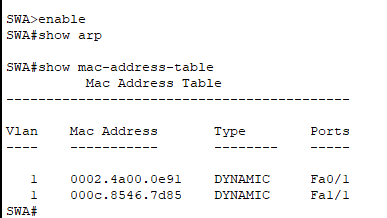 SWA>enable
SWA#show arp
SWA#show mac-address-table
Mac Address Table
-------------------------------------------
Vlan    Mac Address       Type        Ports
----    -----------       --------    -----
1    0002.4a00.0e91    DYNAMIC     Fa0/1
1    000c.8546.7d85    DYNAMIC     Fa1/1
SWA#